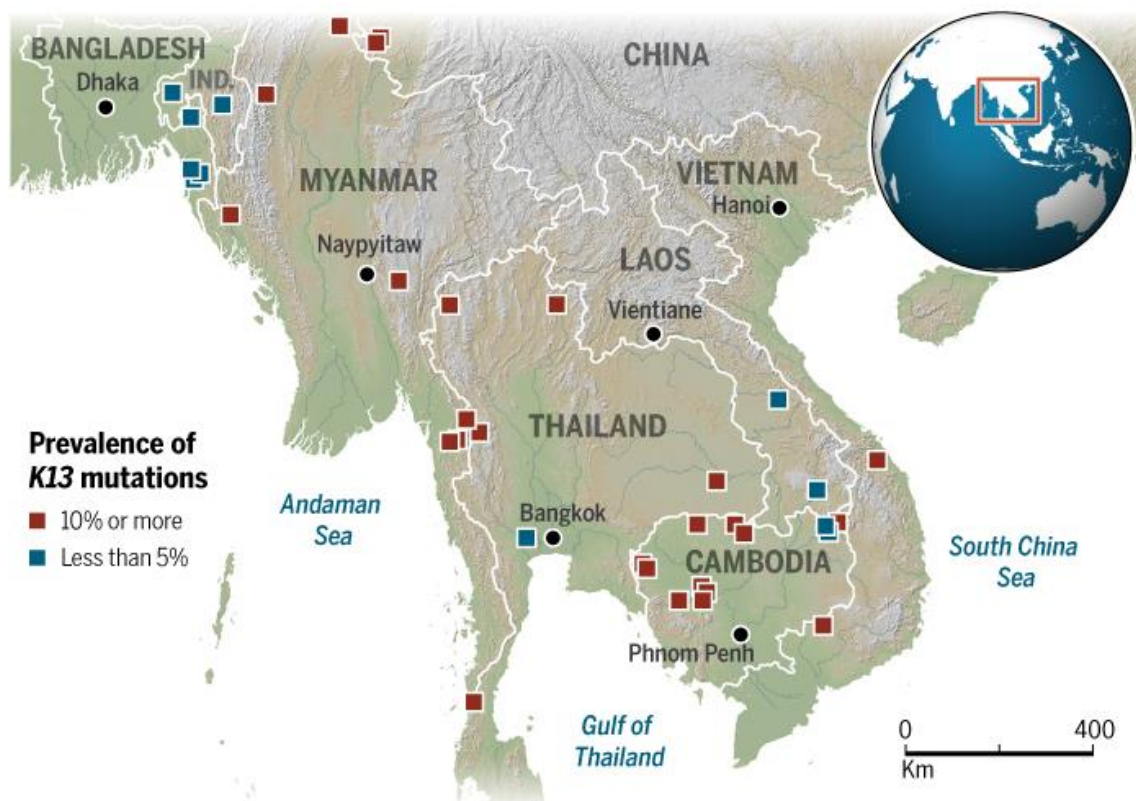 BANGLADESH
Dhaka
IND.
CHINA
MYANMAR
VIETNAM
Hanoi
Naypyitaw
LAOS
Vientiane
THAILAND
Prevalence of
K13 mutations
10% or more
Less than 5%
Andaman
Sea
Bangkok
CAMBODIA
South China
Sea
Phnom Penh
Gulf of
Thailand
0 400
Km